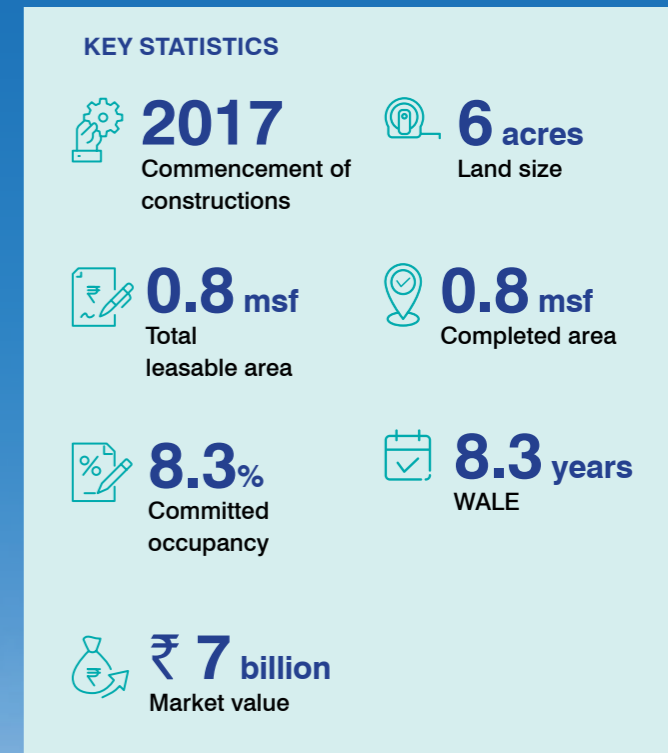 KEY STATISTICS
2017
Commencement of
constructions
6 acres
Land size
0.8 msf
Total
leasable area
0.8 msf
Completed area
8.3%
Committed
occupancy
8.3 years
WALE
₹ 7 billion
Market value